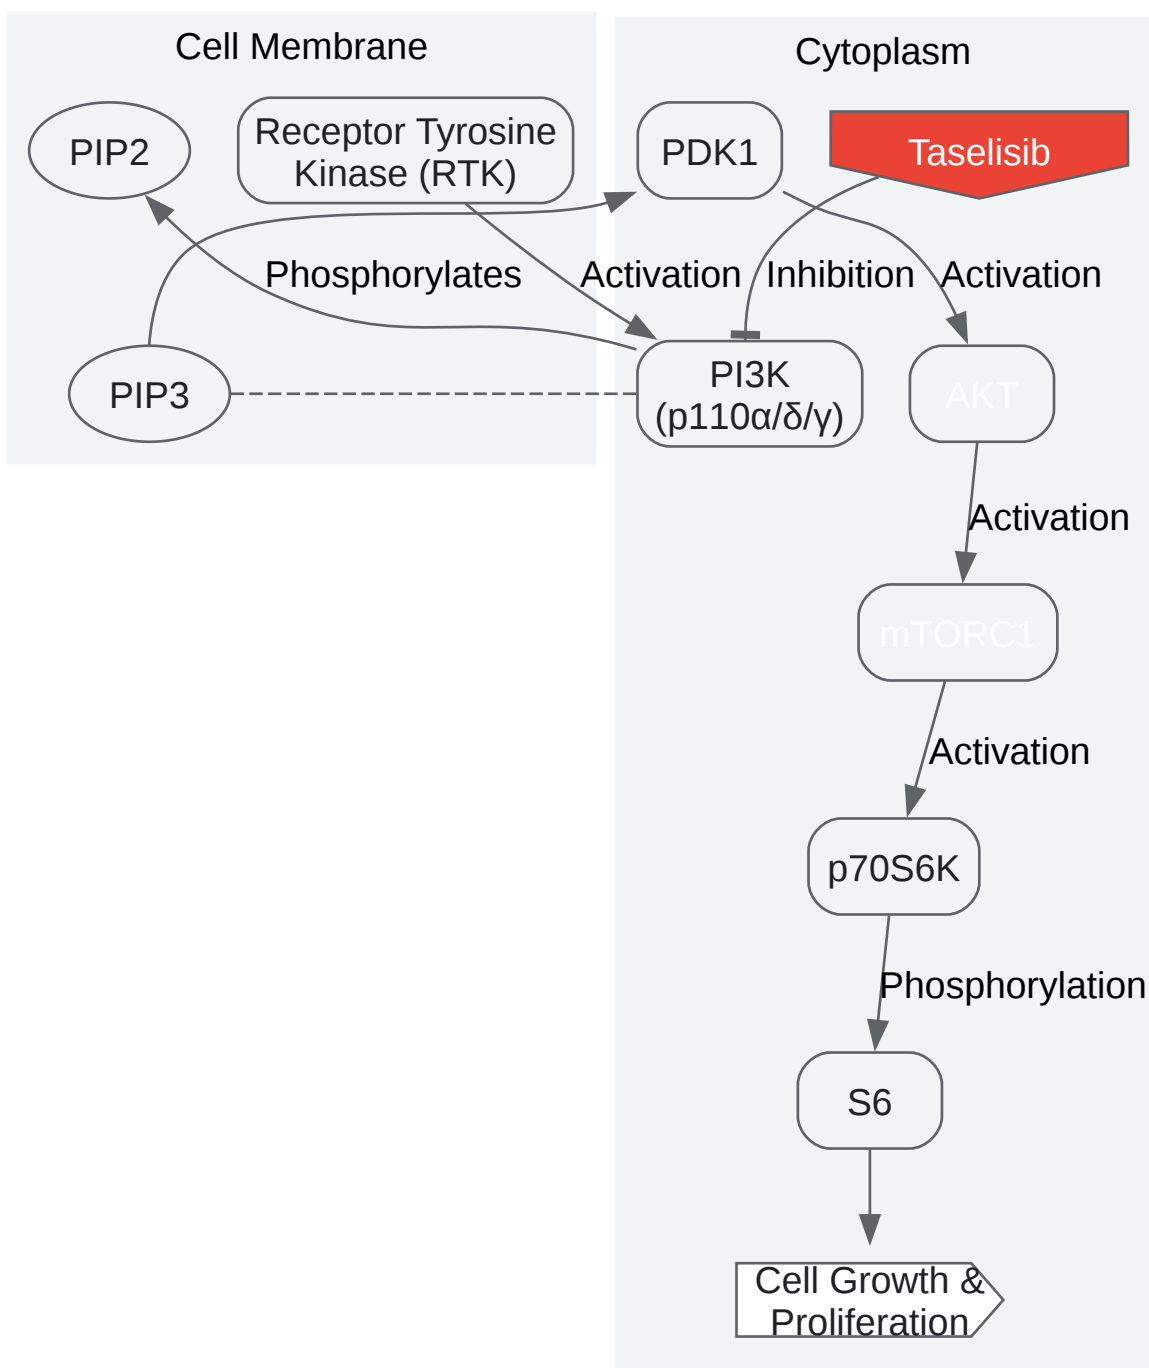 Cell Membrane
Cytoplasm
PIP2
Receptor Tyrosine
Kinase (RTK)
PDK1
Taselisib
Phosphorylates
Activation
Inhibition
Activation
PIP3
PI3K
(p110α/δ/γ)
AKT
Activation
mTORC1
Activation
p70S6K
Phosphorylation
S6
Cell Growth &
Proliferation